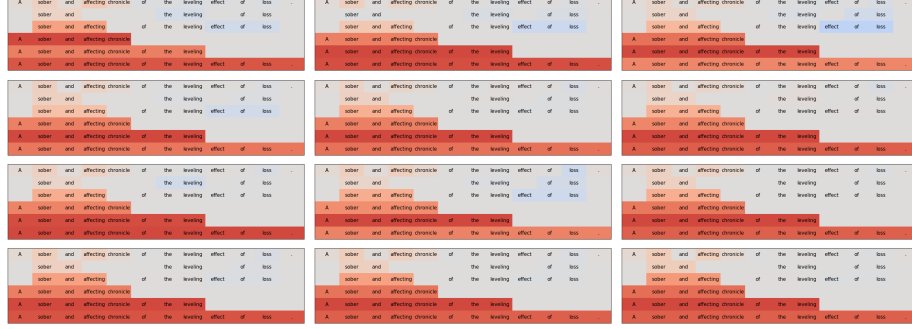 A sober and affecting chronicle of the leveling effect of loss .
sober and the leveling of loss
sober and affecting of the leveling effect of loss
A sober and affecting chronicle
A sober and affecting chronicle of the leveling
A sober and affecting chronicle of the leveling effect of loss .
A sober and affecting chronicle of the leveling effect of loss .
sober and the leveling of loss
sober and affecting of the leveling effect of loss
A sober and affecting chronicle
A sober and affecting chronicle of the leveling
A sober and affecting chronicle of the leveling effect of loss .
A sober and affecting chronicle of the leveling effect of loss .
sober and the leveling of loss
sober and affecting of the leveling effect of loss
A sober and affecting chronicle
A sober and affecting chronicle of the leveling
A sober and affecting chronicle of the leveling effect of loss .
A sober and affecting chronicle of the leveling effect of loss .
sober and the leveling of loss
sober and affecting of the leveling effect of loss
A sober and affecting chronicle
A sober and affecting chronicle of the leveling
A sober and affecting chronicle of the leveling effect of loss .
A sober and affecting chronicle of the leveling effect of loss .
sober and the leveling of loss
sober and affecting of the leveling effect of loss
A sober and affecting chronicle
A sober and affecting chronicle of the leveling
A sober and affecting chronicle of the leveling effect of loss .
A sober and affecting chronicle of the leveling effect of loss .
sober and the leveling of loss
sober and affecting of the leveling effect of loss
A sober and affecting chronicle
A sober and affecting chronicle of the leveling
A sober and affecting chronicle of the leveling effect of loss .
A sober and affecting chronicle of the leveling effect of loss .
sober and the leveling of loss
sober and affecting of the leveling effect of loss
A sober and affecting chronicle
A sober and affecting chronicle of the leveling
A sober and affecting chronicle of the leveling effect of loss .
A sober and affecting chronicle of the leveling effect of loss .
sober and the leveling of loss
sober and affecting of the leveling effect of loss
A sober and affecting chronicle
A sober and affecting chronicle of the leveling
A sober and affecting chronicle of the leveling effect of loss .
A sober and affecting chronicle of the leveling effect of loss .
sober and the leveling of loss
sober and affecting of the leveling effect of loss
A sober and affecting chronicle
A sober and affecting chronicle of the leveling
A sober and affecting chronicle of the leveling effect of loss .
A sober and affecting chronicle of the leveling effect of loss .
sober and the leveling of loss
sober and affecting of the leveling effect of loss
A sober and affecting chronicle
A sober and affecting chronicle of the leveling
A sober and affecting chronicle of the leveling effect of loss .
A sober and affecting chronicle of the leveling effect of loss .
sober and the leveling of loss
sober and affecting of the leveling effect of loss
A sober and affecting chronicle
A sober and affecting chronicle of the leveling
A sober and affecting chronicle of the leveling effect of loss .
A sober and affecting chronicle of the leveling effect of loss .
sober and the leveling of loss
sober and affecting of the leveling effect of loss
A sober and affecting chronicle
A sober and affecting chronicle of the leveling
A sober and affecting chronicle of the leveling effect of loss .